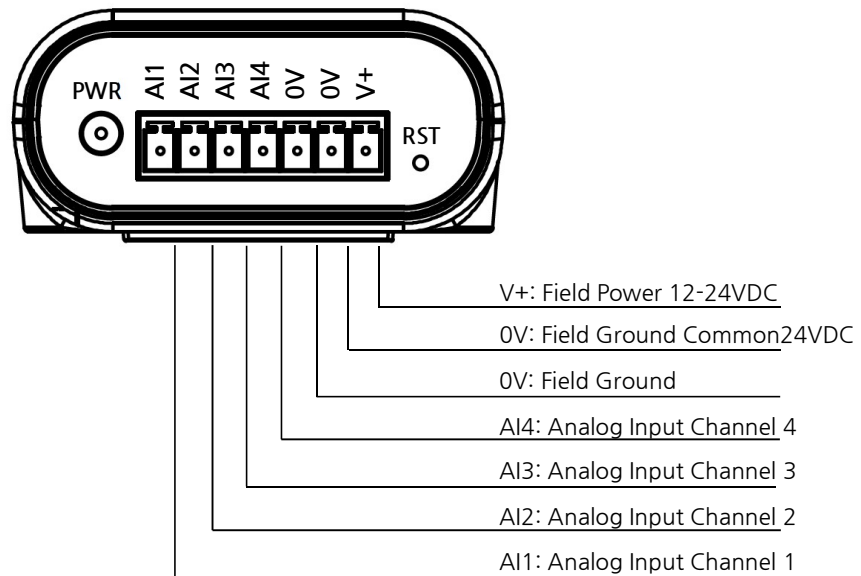 PWR
AI1
AI2
AI3
AI4
0V
0V
V+
RST
V+: Field Power 12-24VDC
0V: Field Ground Common24VDC
0V: Field Ground
AI4: Analog Input Channel 4
AI3: Analog Input Channel 3
AI2: Analog Input Channel 2
AI1: Analog Input Channel 1